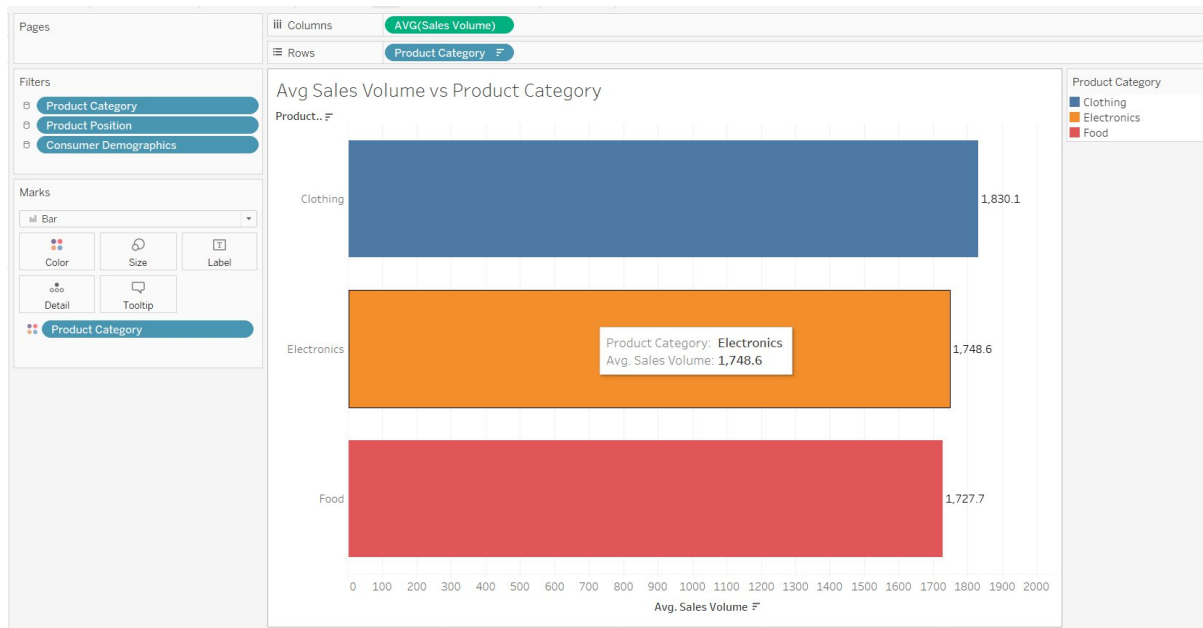 Pages
iii Columns
AVG(Sales Volume)
Rows
Product Category
Filters
Product Category
Product Position
Consumer Demographics
Marks
Bar
Color
Size
Label
Detail
Tooltip
Product Category
Avg Sales Volume vs Product Category
Product..
Clothing
1,830.1
Electronics
1,748.6
Product Category: Electronics
Avg. Sales Volume: 1,748.6
Food
1,727.7
0 100 200 300 400 500 600 700 800 900 1000 1100 1200 1300 1400 1500 1600 1700 1800 1900 2000
Avg. Sales Volume
Product Category
Clothing
Electronics
Food